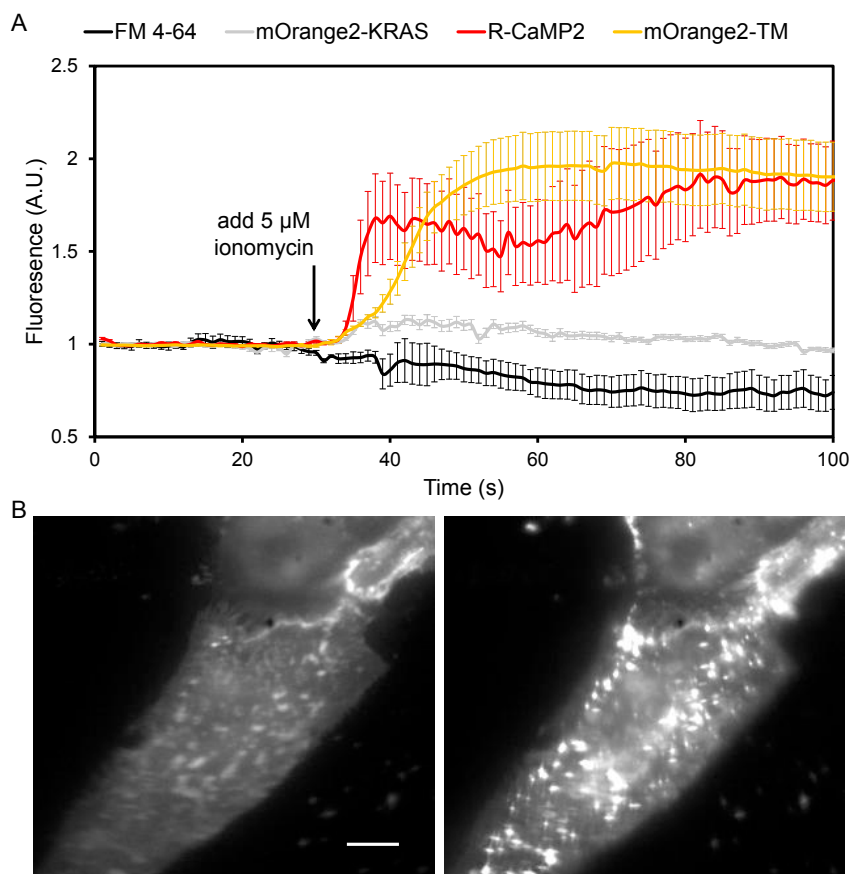 A
FM 4-64 mOrange2-KRAS R-CaMP2 mOrange2-TM
2.5
2
1.5
1
0.5
Fluoresence (A.U.)
add 5 µM
ionomycin
0 20 40 60 80 100
Time (s)
B